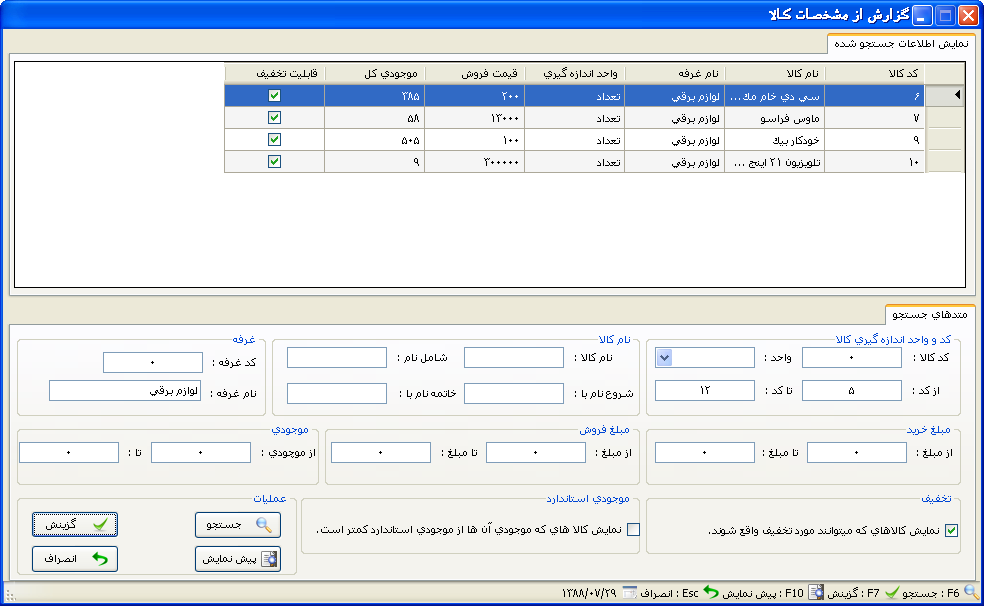 گزارش از مشخصات کالا
نمايش اطلاعات جستجو شده
کد کالا نام کالا نام غرفه واحد اندازه گيري قيمت فروش موجودي کل قابليت تخفيف
۶ سي دي خام مك... لوازم برقي تعداد ۲۰۰ ۲۸۵
۷ ماوس فراسو لوازم برقي تعداد ۱۳۰۰۰ ۵۸
۹ خودکار بيك لوازم برقي تعداد ۱۰۰ ۵۰۵
۱۰ تلويزيون ۲۱ اينچ ... لوازم برقي تعداد ۳۰۰۰۰۰ ۹
متدهاي جستجو
کد و واحد اندازه گيري کالا
کد کالا : ۰ واحد :
از کد : ۵ تا کد : ۱۲
نام کالا
نام کالا : شامل نام :
شروع نام با : خاتمه نام با :
غرفه
کد غرفه : ۰
نام غرفه : لوازم برقي
مبلغ خريد
از مبلغ : ۰ تا مبلغ : ۰
مبلغ فروش
از مبلغ : ۰ تا مبلغ : ۰
موجودي
از موجودي : ۰ تا : ۰
تخفيف
نمايش کالاهاي که ميتوانند مورد تخفيف واقع شوند.
موجودي استاندارد
نمايش کالا هاي که موجودي آن ها از موجودي استاندارد کمتر است.
عمليات
جستجو گزينش
پيش نمايش انصراف
F6 : جستجو F7 : گزينش F10 : پيش نمايش Esc : انصراف ۱۳۸۸/۰۷/۲۹